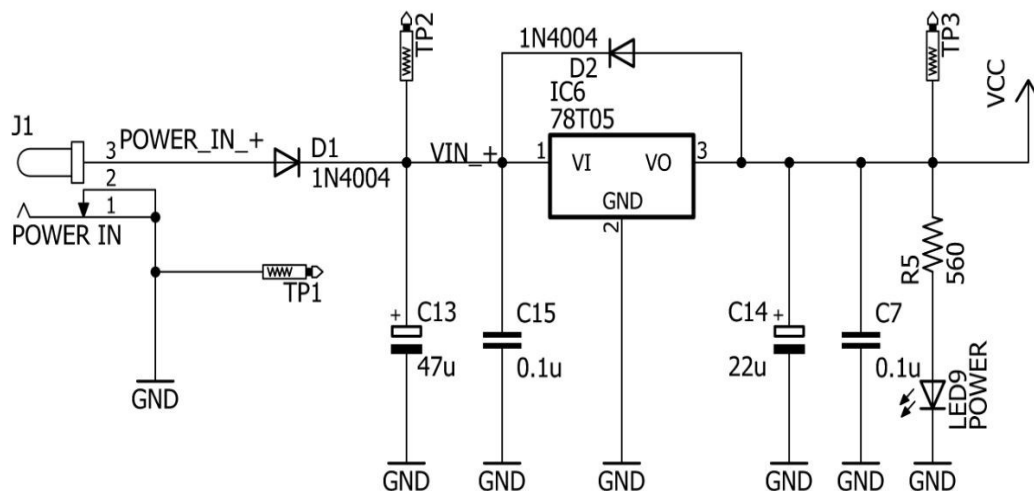 J1
POWER_IN_+
3
2
1
POWER IN
TP1
GND
D1
1N4004
TP2
VIN_+
C13
+
47u
GND
C15
0.1u
GND
1N4004
D2
IC6
78T05
1
VI
VO
3
GND
2
GND
C14
+
22u
GND
C7
0.1u
GND
TP3
VCC
R5
560
LED9
POWER
GND